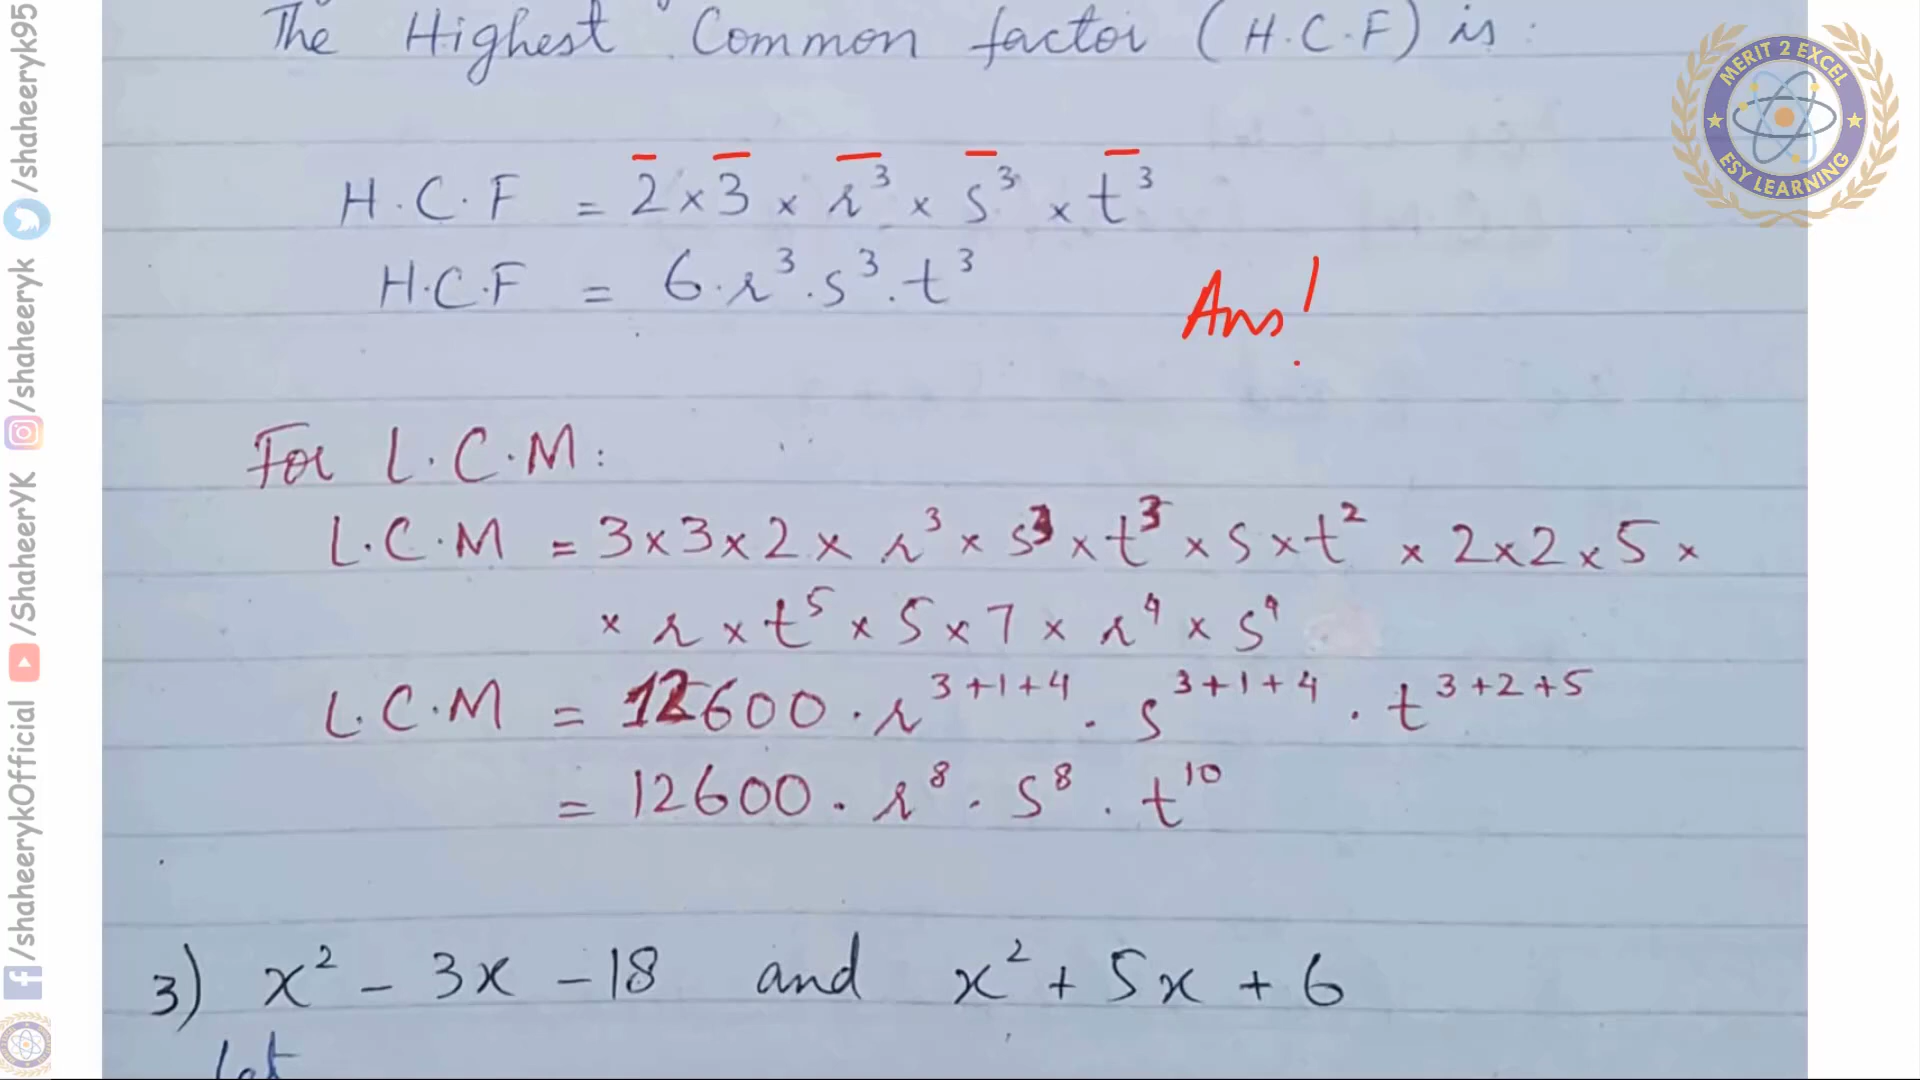 The Highest Common factor (H.C.F) is:
H.C.F = 2 × 3 × r³ × s³ × t³
H.C.F = 6·r³·s³·t³
Ans!
For L.C.M:
L.C.M = 3×3×2× r³ × s³ × t³ × s × t² × 2×2×5 ×
× r × t⁵ × 5 × 7 × r⁴ × s⁴
L.C.M = 12600 · r³⁺¹⁺⁴ · s³⁺¹⁺⁴ · t³⁺²⁺⁵
= 12600 · r⁸ · s⁸ · t¹⁰
3) x² - 3x - 18 and x² + 5x + 6
Let
MERIT 2 EXCEL
ESY LEARNING
/shaheerykOfficial
/ShaheerYK
/shaheeryk
/shaheeryk95